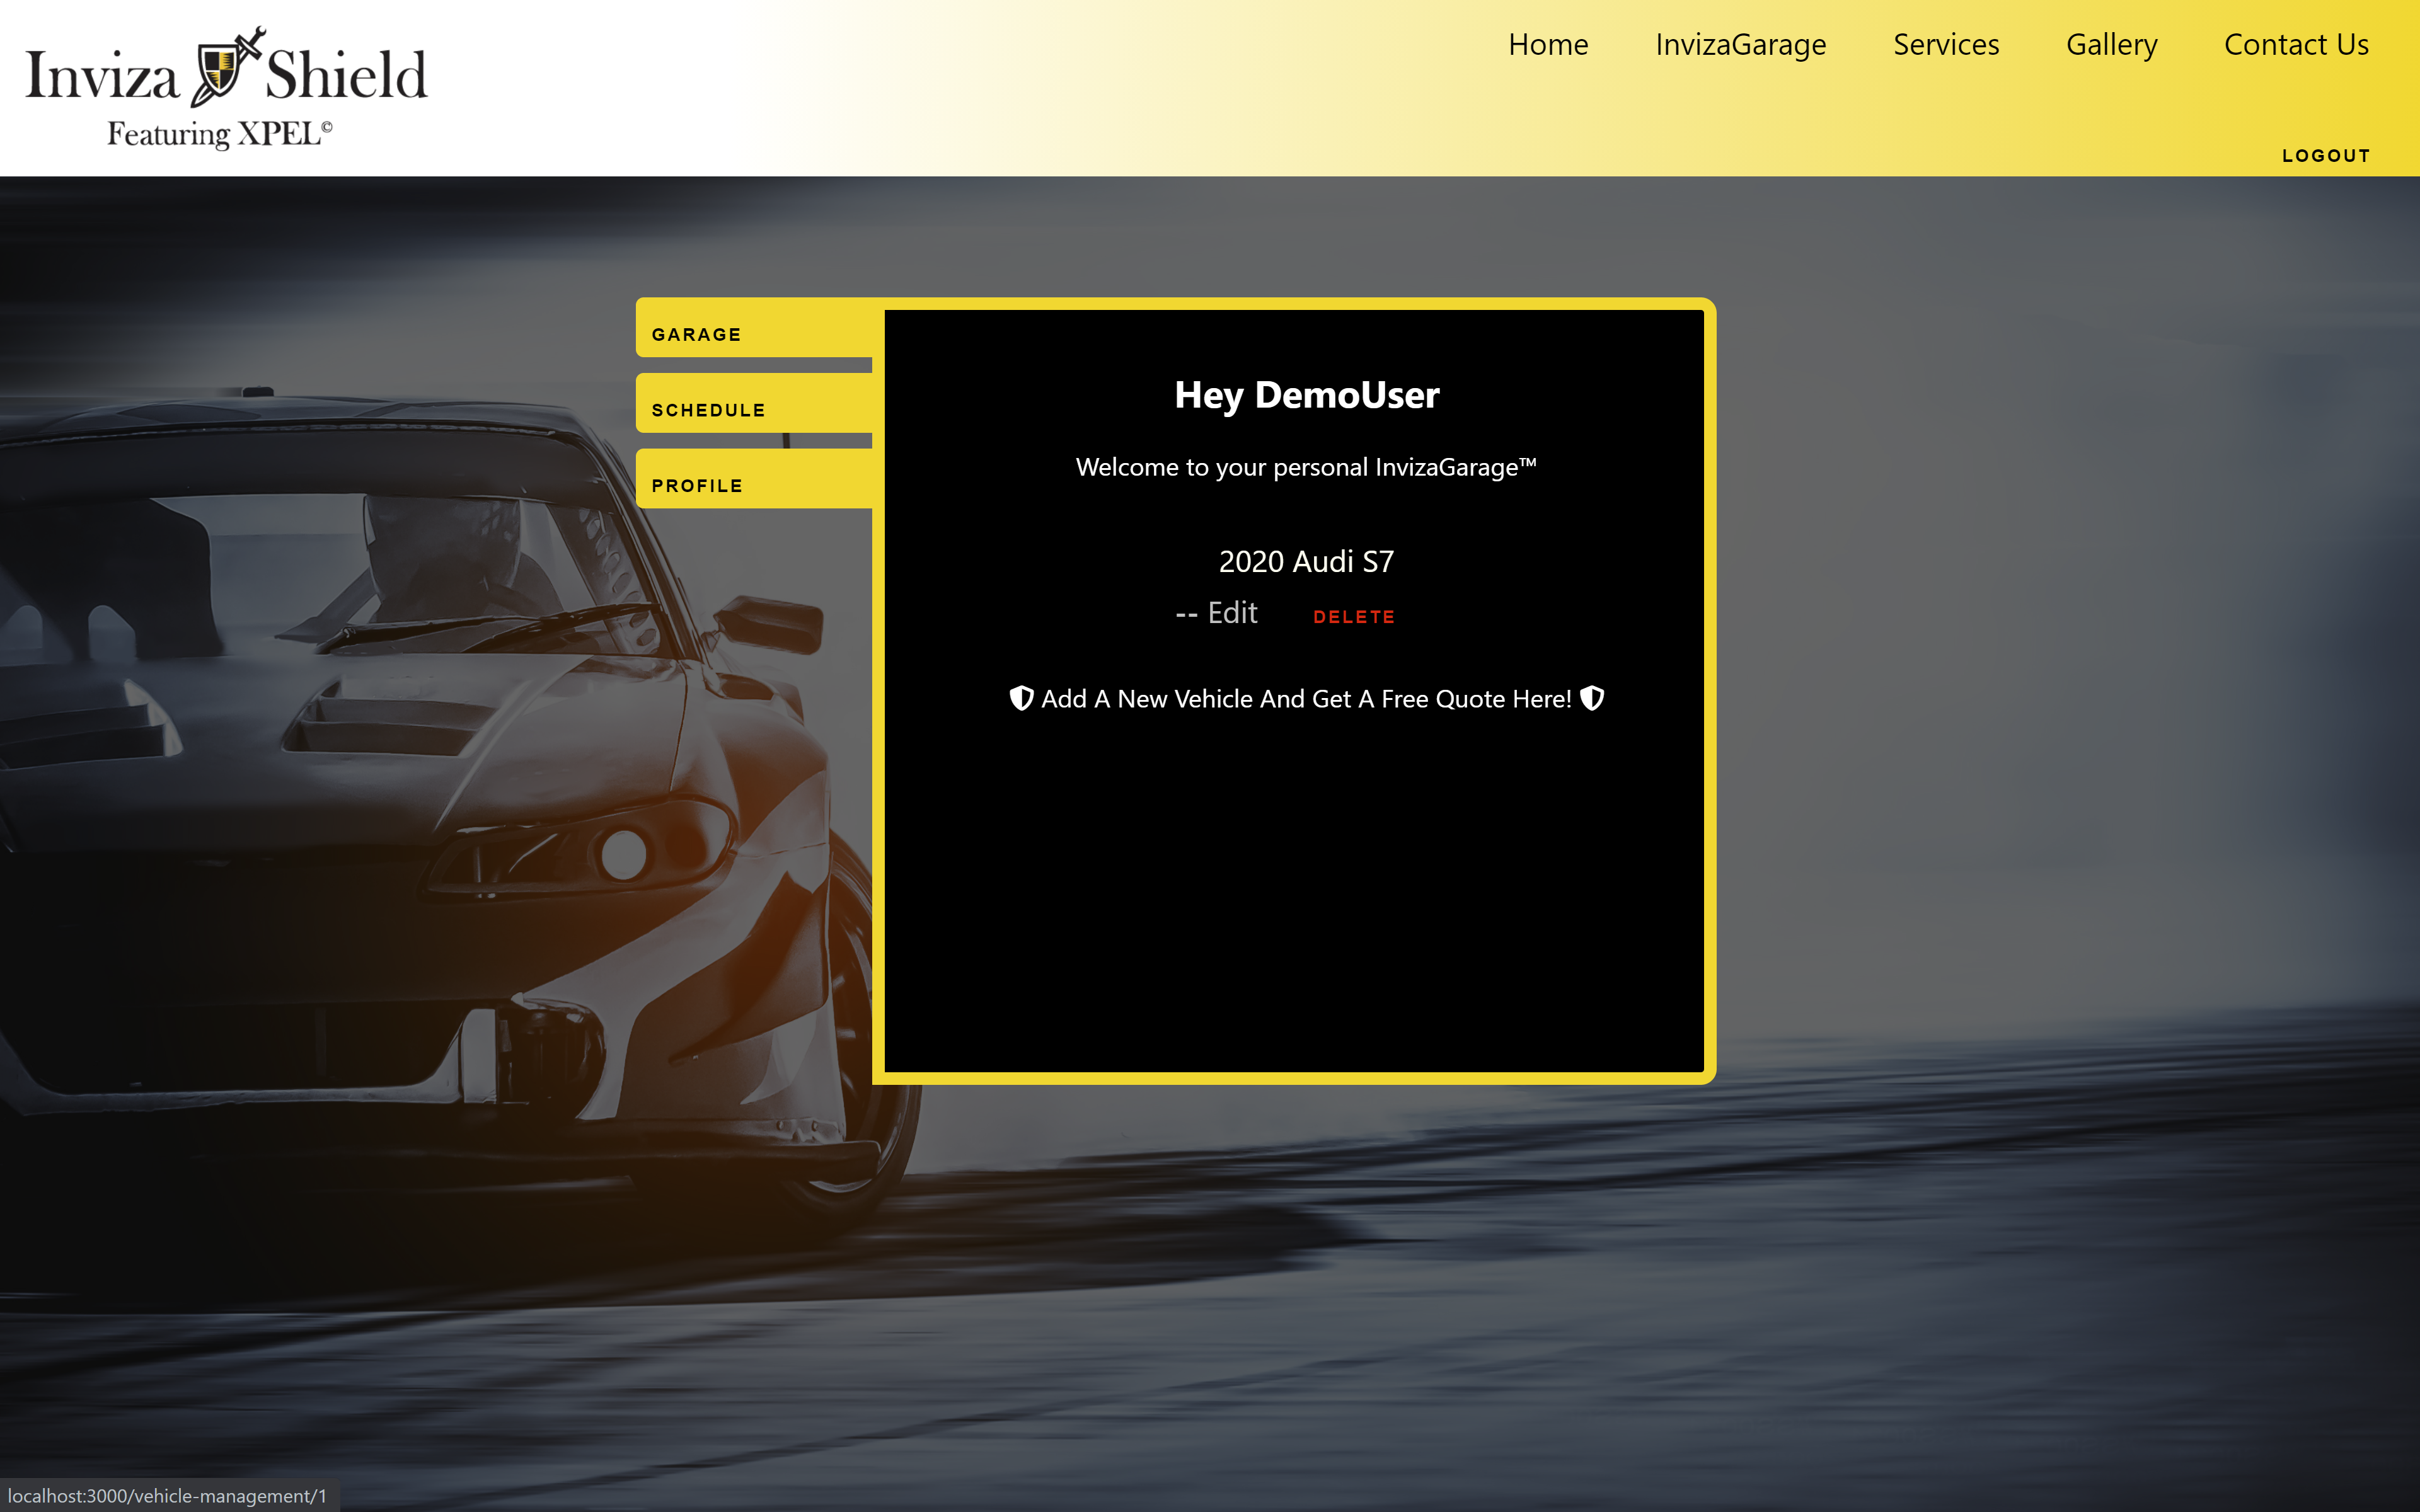 Inviza Shield
Featuring XPEL©
Home InvizaGarage Services Gallery Contact Us
LOGOUT
GARAGE
SCHEDULE
PROFILE
Hey DemoUser
Welcome to your personal InvizaGarage™
2020 Audi S7
-- Edit DELETE
Add A New Vehicle And Get A Free Quote Here!
localhost:3000/vehicle-management/1